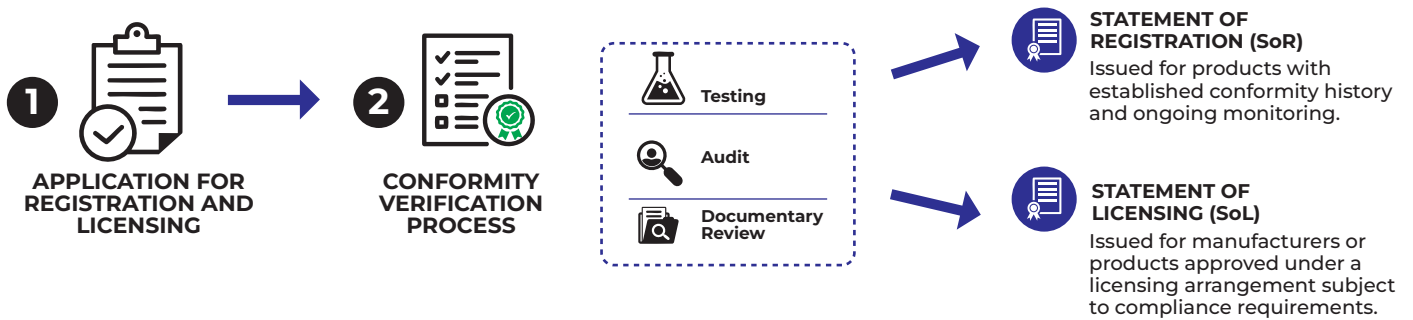 1
APPLICATION FOR
REGISTRATION AND
LICENSING
2
CONFORMITY
VERIFICATION
PROCESS
Testing
Audit
Documentary
Review
STATEMENT OF
REGISTRATION (SoR)
Issued for products with
established conformity history
and ongoing monitoring.
STATEMENT OF
LICENSING (SoL)
Issued for manufacturers or
products approved under a
licensing arrangement subject
to compliance requirements.